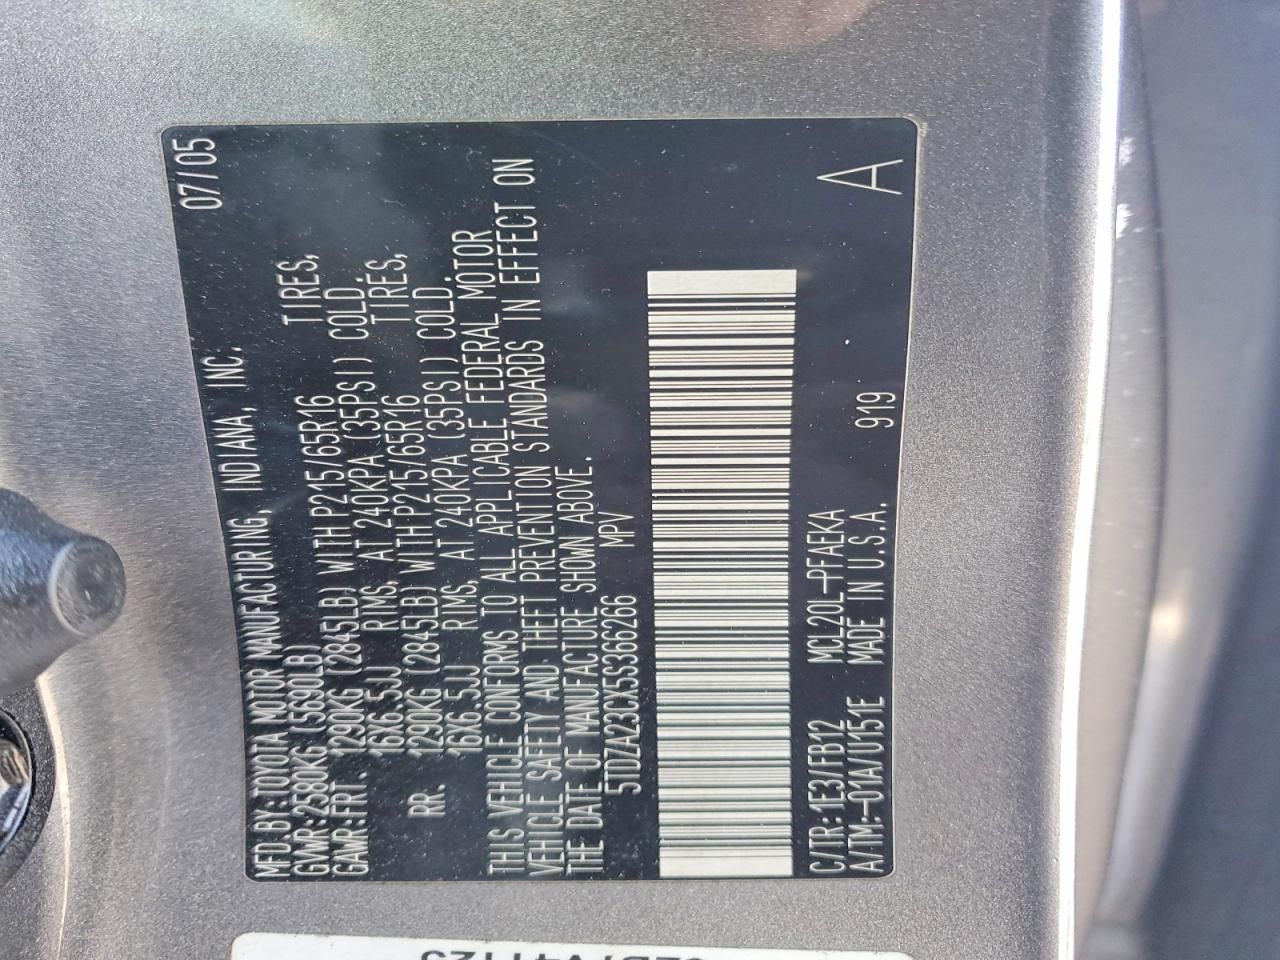 MFD.BY:TOYOTA MOTOR MANUFACTURING, INDIANA, INC. 07/05
GVWR:2580KG (5690LB)
GAWR:FRT. 1290KG (2845LB) WITH P215/65R16 TIRES,
16X6.5JJ RIMS, AT 240KPA (35PSI) COLD.
RR. 1290KG (2845LB) WITH P215/65R16 TIRES,
16X6.5JJ RIMS, AT 240KPA (35PSI) COLD.
THIS VEHICLE CONFORMS TO ALL APPLICABLE FEDERAL MOTOR
VEHICLE SAFETY AND THEFT PREVENTION STANDARDS IN EFFECT ON
THE DATE OF MANUFACTURE SHOWN ABOVE.
5TDZA23CX5S366266 MPV
C/TR:1E3/FB12 MCL20L-PFAEKA
A/TM:-01A/U151E MADE IN U.S.A. 919
A